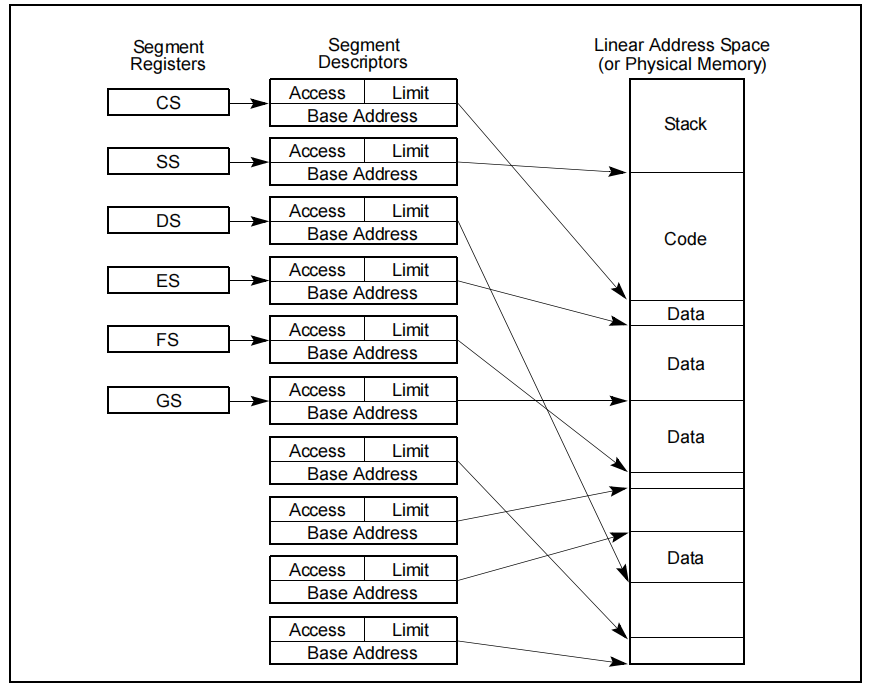 Segment
Registers
Segment
Descriptors
Linear Address Space
(or Physical Memory)
CS
SS
DS
ES
FS
GS
Access
Limit
Base Address
Access
Limit
Base Address
Access
Limit
Base Address
Access
Limit
Base Address
Access
Limit
Base Address
Access
Limit
Base Address
Access
Limit
Base Address
Access
Limit
Base Address
Access
Limit
Base Address
Access
Limit
Base Address
Stack
Code
Data
Data
Data
Data